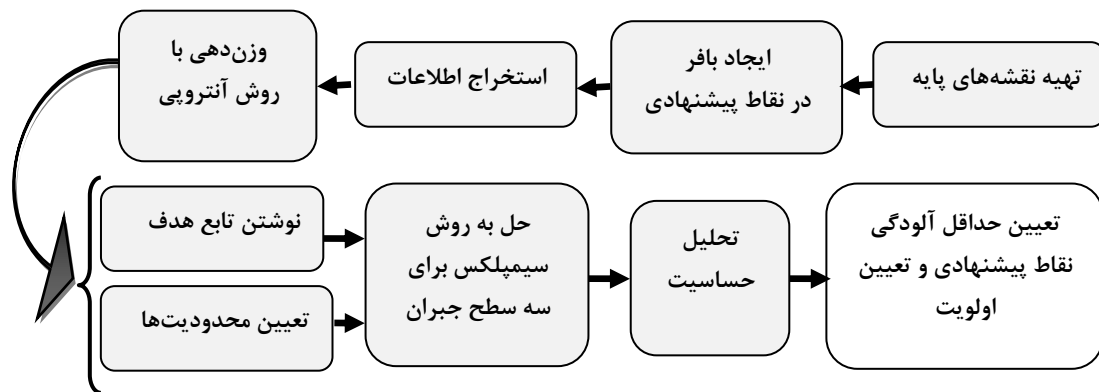 تهیه نقشه‌های پایه
ایجاد بافر
در نقاط پیشنهادی
استخراج اطلاعات
وزن‌دهی با
روش آنتروپی
نوشتن تابع هدف
تعیین محدودیت‌ها
حل به روش
سیمپلکس برای
سه سطح جبران
تحلیل
حساسیت
تعیین حداقل آلودگی
نقاط پیشنهادی و تعیین
اولویت